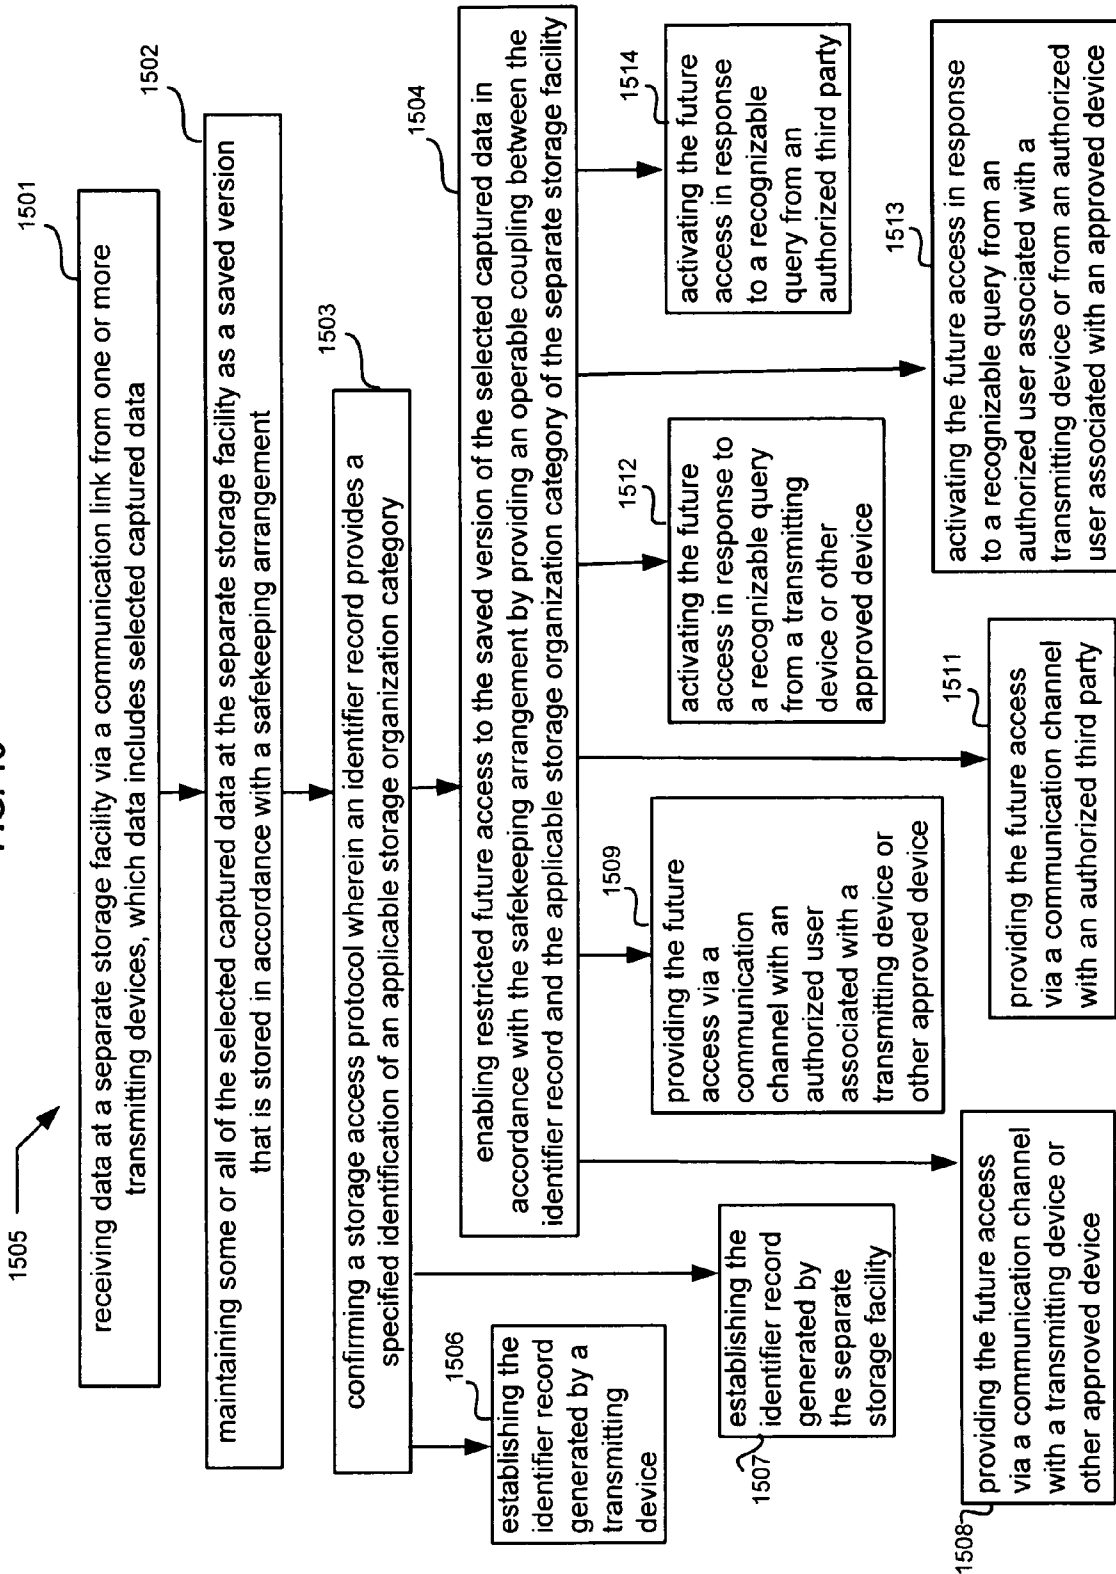 1505
1501
receiving data at a separate storage facility via a communication link from one or more
transmitting devices, which data includes selected captured data
1502
maintaining some or all of the selected captured data at the separate storage facility as a saved version
that is stored in accordance with a safekeeping arrangement
1503
confirming a storage access protocol wherein an identifier record provides a
specified identification of an applicable storage organization category
1504
enabling restricted future access to the saved version of the selected captured data in
accordance with the safekeeping arrangement by providing an operable coupling between the
identifier record and the applicable storage organization category of the separate storage facility
1506
establishing the
identifier record
generated by a
transmitting
device
1507
establishing the
identifier record
generated by
the separate
storage facility
1508
providing the future access
via a communication channel
with a transmitting device or
other approved device
1509
providing the future
access via a
communication
channel with an
authorized user
associated with a
transmitting device or
other approved device
1511
providing the future access
via a communication channel
with an authorized third party
1512
activating the future
access in response to
a recognizable query
from a transmitting
device or other
approved device
1513
activating the future access in response
to a recognizable query from an
authorized user associated with a
transmitting device or from an authorized
user associated with an approved device
1514
activating the future
access in response
to a recognizable
query from an
authorized third party